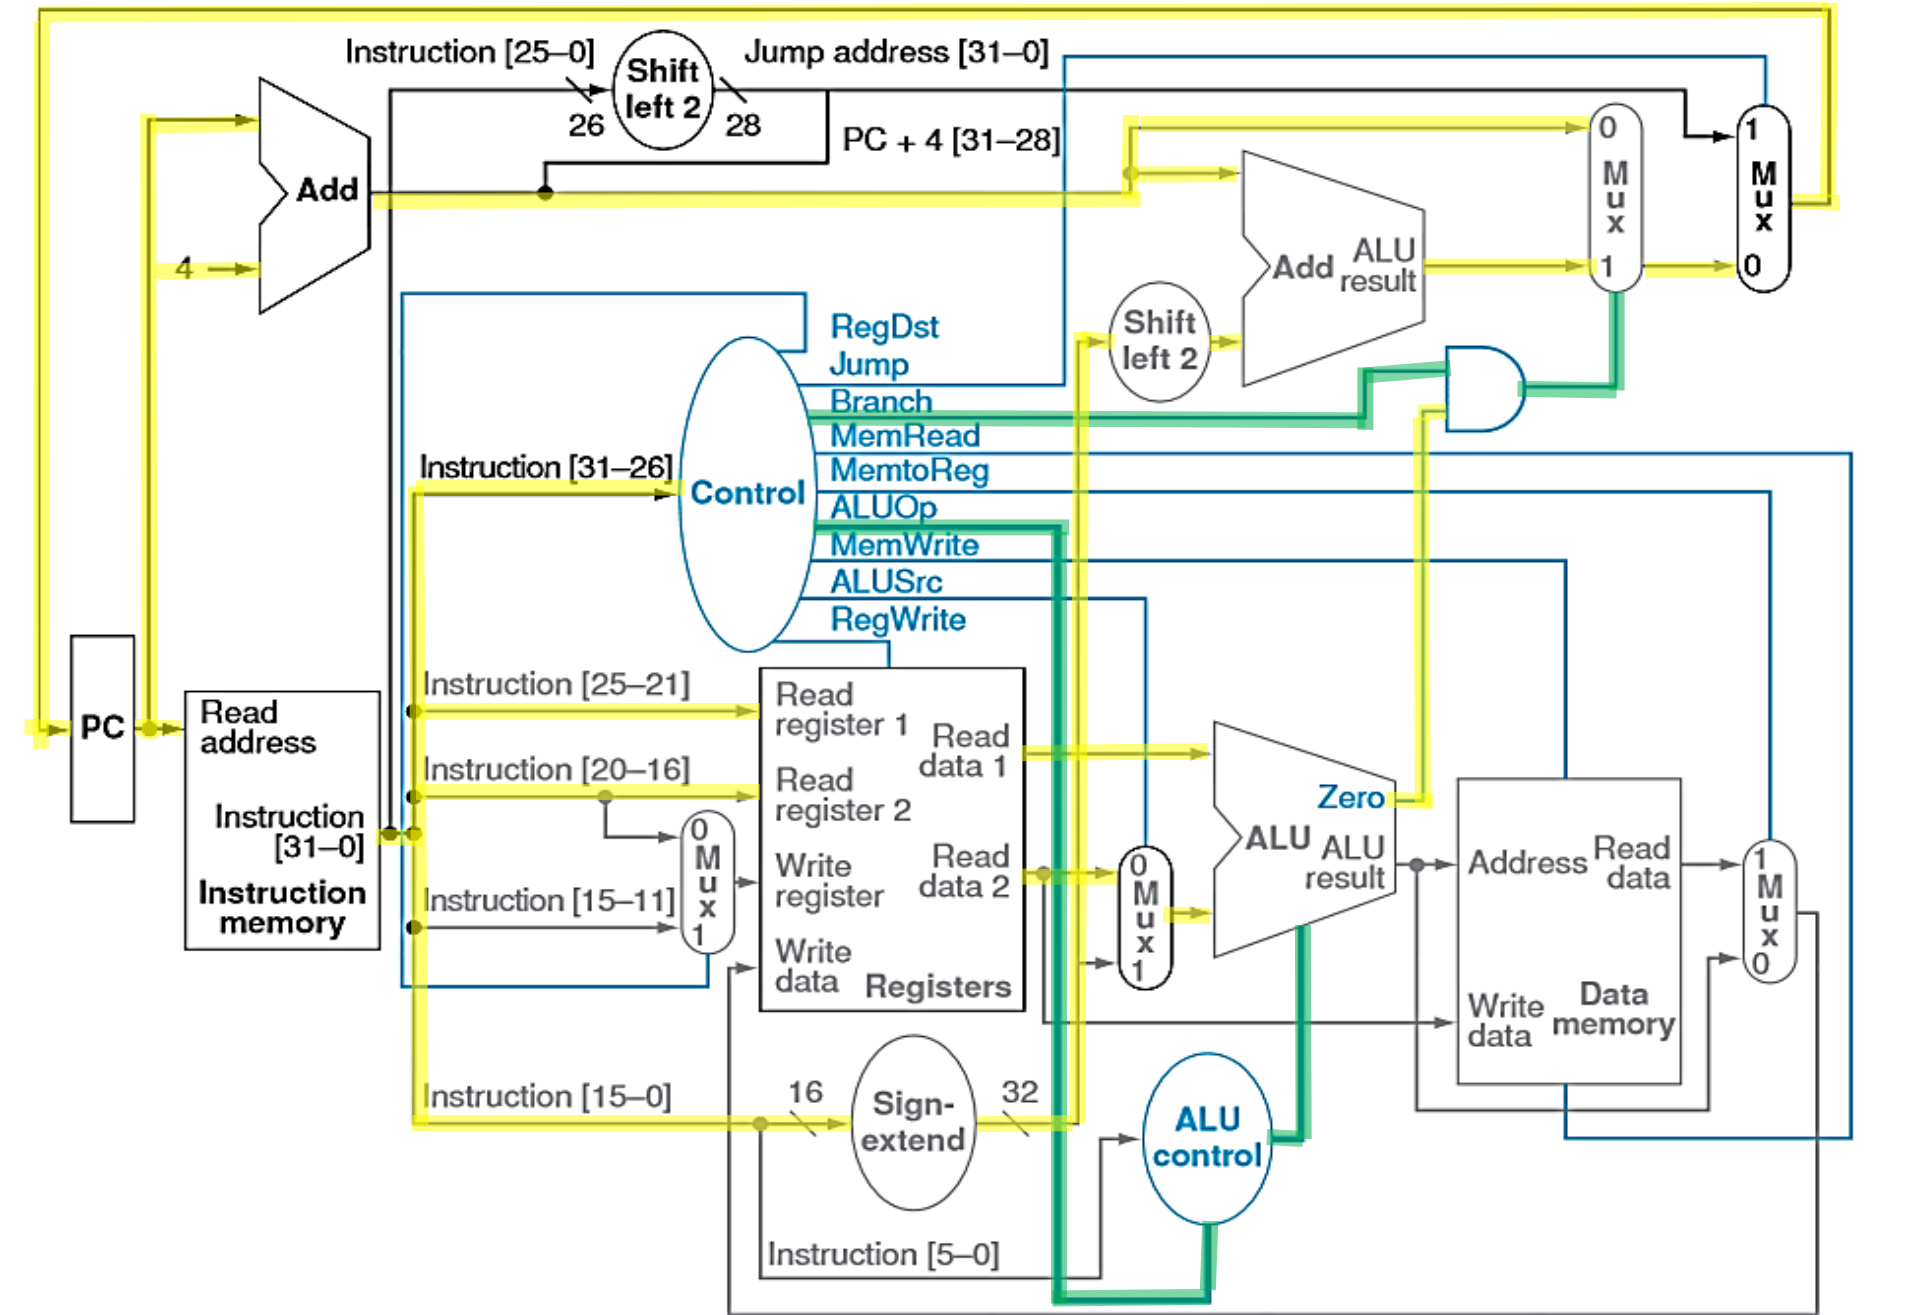 Instruction [25–0]
Shift
left 2
Jump address [31–0]
26
28
PC + 4 [31–28]
Add
4
0
M
u
x
1
1
M
u
x
0
Add
ALU
result
Shift
left 2
RegDst
Jump
Branch
MemRead
MemtoReg
ALUOp
MemWrite
ALUSrc
RegWrite
Instruction [31–26]
Control
PC
Read
address
Instruction
[31–0]
Instruction
memory
Instruction [25–21]
Instruction [20–16]
Instruction [15–11]
0
M
u
x
1
Read
register 1
Read
register 2
Write
register
Write
data
Read
data 1
Read
data 2
Registers
0
M
u
x
1
Zero
ALU
ALU
result
Address
Read
data
Write
data
Data
memory
1
M
u
x
0
Instruction [15–0]
16
Sign-
extend
32
ALU
control
Instruction [5–0]